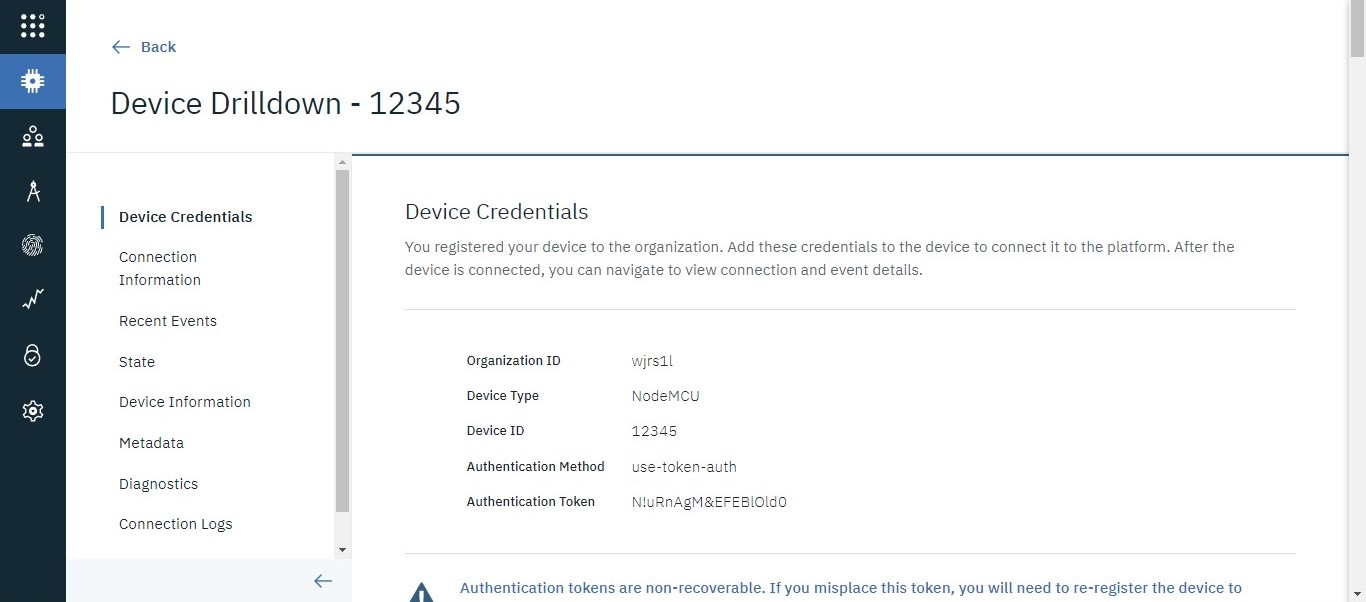 Back
Device Drilldown - 12345
Device Credentials
Connection
Information
Recent Events
State
Device Information
Metadata
Diagnostics
Connection Logs
Device Credentials
You registered your device to the organization. Add these credentials to the device to connect it to the platform. After the
device is connected, you can navigate to view connection and event details.
Organization ID wjrs1l
Device Type NodeMCU
Device ID 12345
Authentication Method use-token-auth
Authentication Token N!uRnAgM&EFEBlOld0
Authentication tokens are non-recoverable. If you misplace this token, you will need to re-register the device to